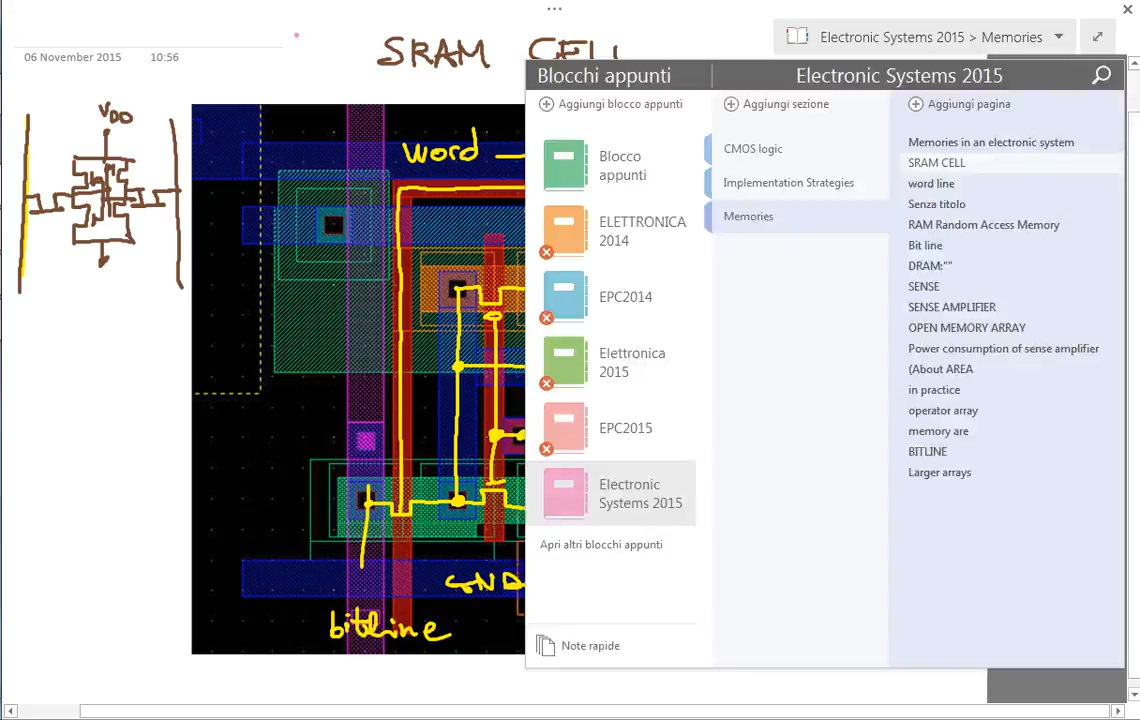 Electronic Systems 2015 > Memories
06 November 2015 10:56
SRAM CELL
VDD
word
GND
bitline
Blocchi appunti
Electronic Systems 2015
Aggiungi blocco appunti
Blocco
appunti
ELETTRONICA
2014
EPC2014
Elettronica
2015
EPC2015
Electronic
Systems 2015
Apri altri blocchi appunti
Note rapide
Aggiungi sezione
CMOS logic
Implementation Strategies
Memories
Aggiungi pagina
Memories in an electronic system
SRAM CELL
word line
Senza titolo
RAM Random Access Memory
Bit line
DRAM:""
SENSE
SENSE AMPLIFIER
OPEN MEMORY ARRAY
Power consumption of sense amplifier
(About AREA
in practice
operator array
memory are
BITLINE
Larger arrays